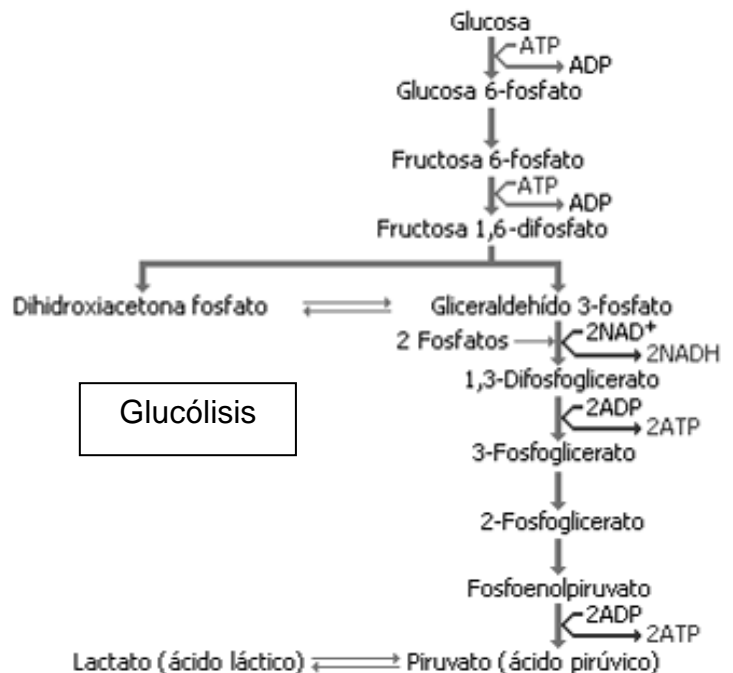 Glucosa
ATP
ADP
Glucosa 6-fosfato
Fructosa 6-fosfato
ATP
ADP
Fructosa 1,6-difosfato
Dihidroxiacetona fosfato
Gliceraldehído 3-fosfato
2 Fosfatos
2NAD+
2NADH
1,3-Difosfoglicerato
Glucólisis
2ADP
2ATP
3-Fosfoglicerato
2-Fosfoglicerato
Fosfoenolpiruvato
2ADP
2ATP
Lactato (ácido láctico)
Piruvato (ácido pirúvico)